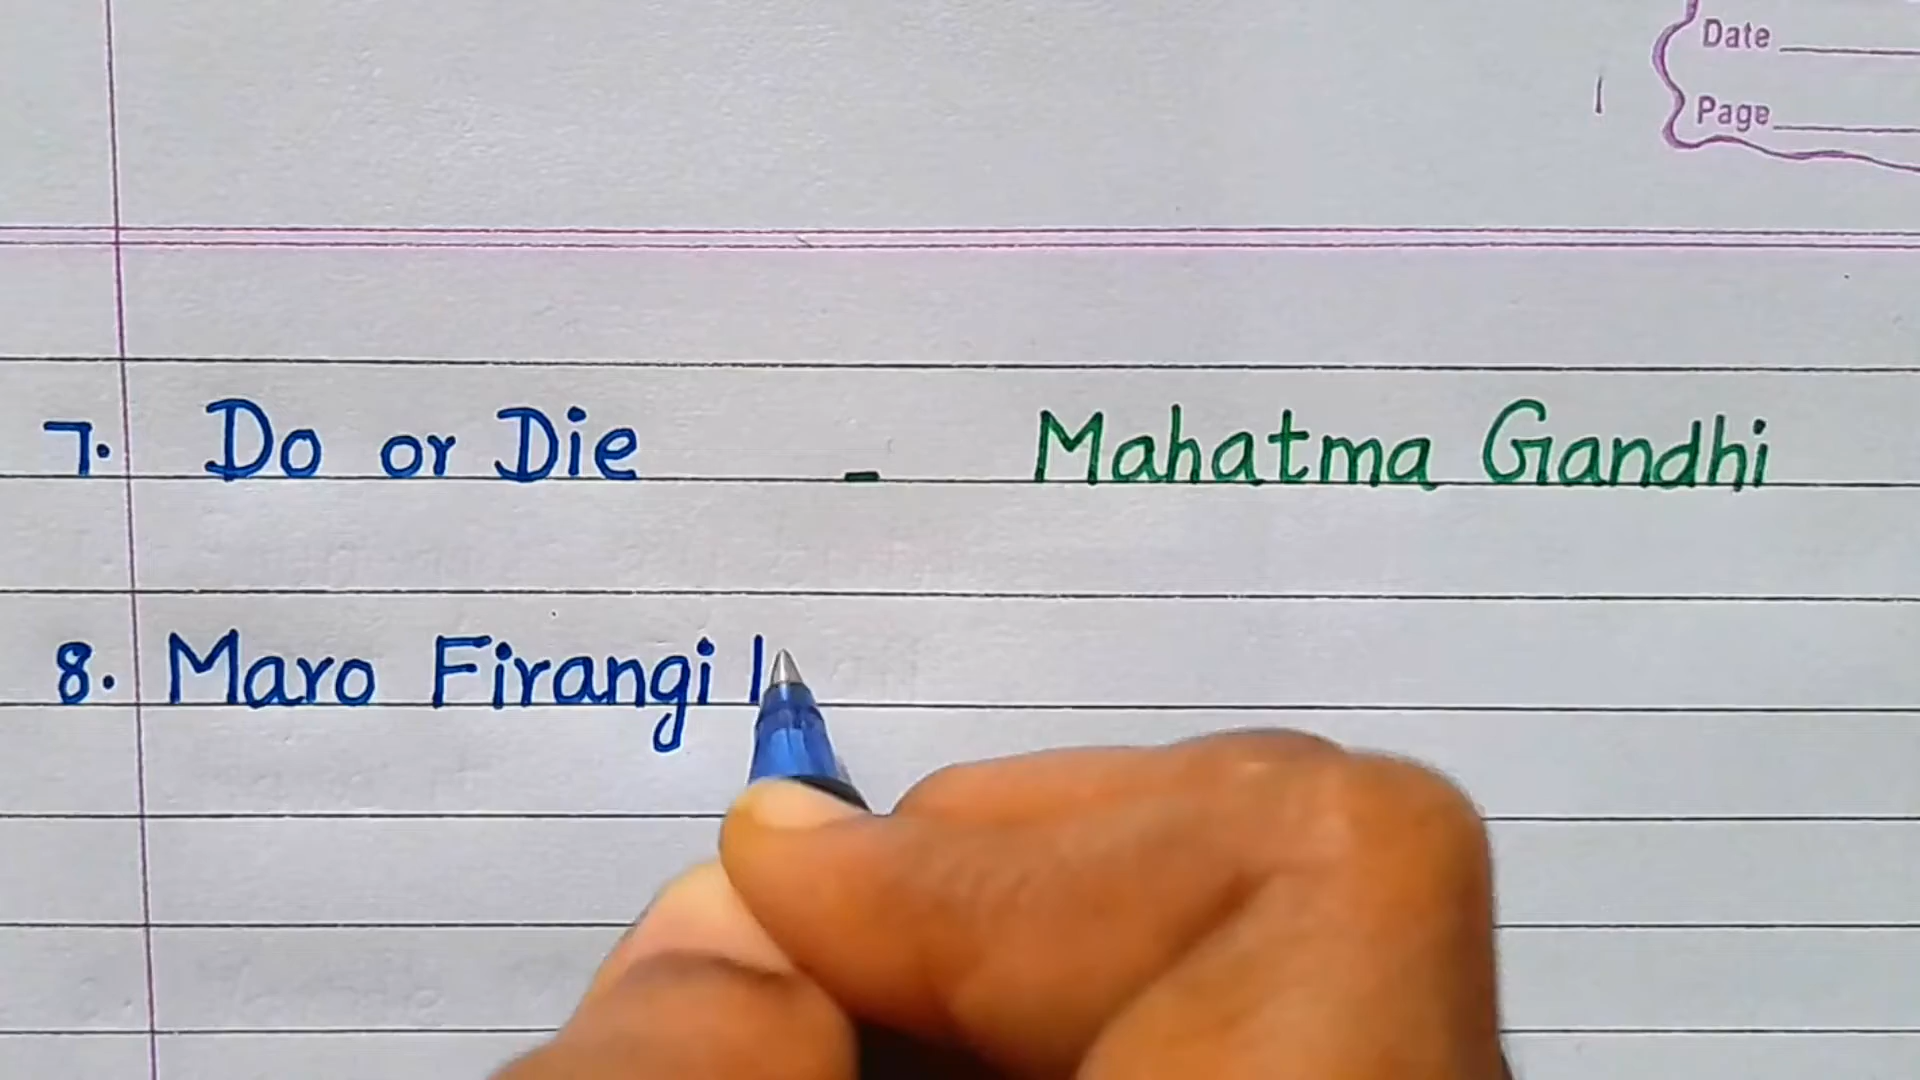 Date
Page
7. Do or Die - Mahatma Gandhi
8. Maro Firangi